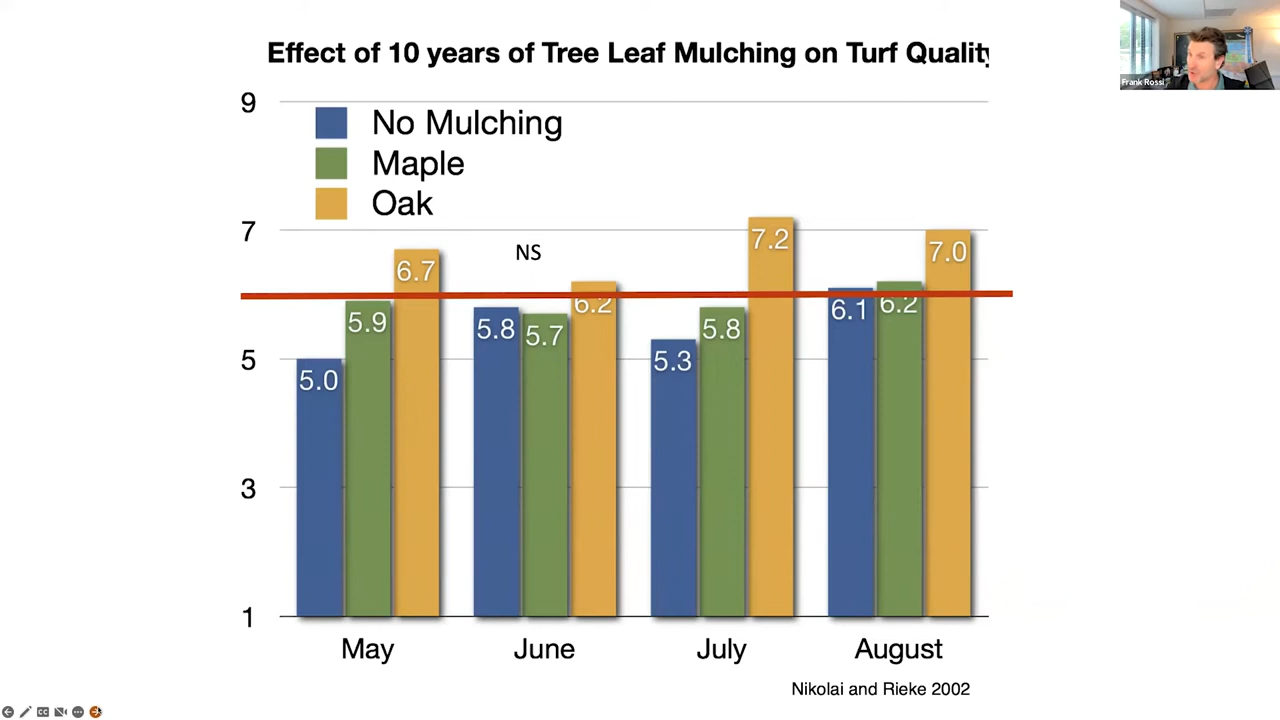 Effect of 10 years of Tree Leaf Mulching on Turf Quality
Frank Rossi
9
No Mulching
Maple
Oak
7
NS
7.2
7.0
6.7
6.2
6.1
6.2
5.9
5.8
5.7
5.8
5
5.3
5.0
3
1
May
June
July
August
Nikolai and Rieke 2002
CC